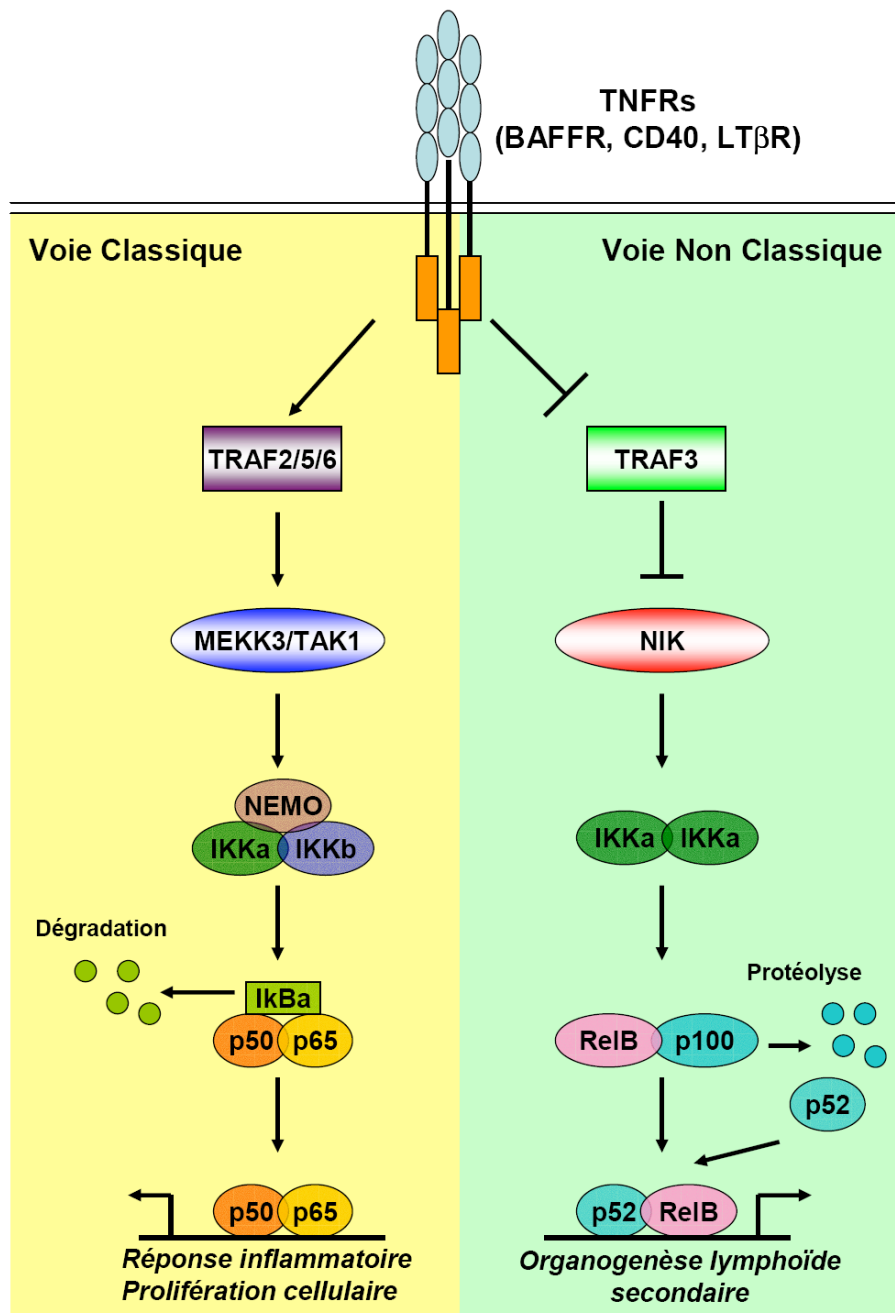 TNFRs
(BAFFR, CD40, LTβR)
Voie Classique
Voie Non Classique
TRAF2/5/6
TRAF3
MEKK3/TAK1
NIK
NEMO
IKKa IKKb
IKKa IKKa
Dégradation
Protéolyse
IkBa
p50 p65
RelB p100
p52
p50 p65
p52 RelB
Réponse inflammatoire
Prolifération cellulaire
Organogenèse lymphoïde
secondaire